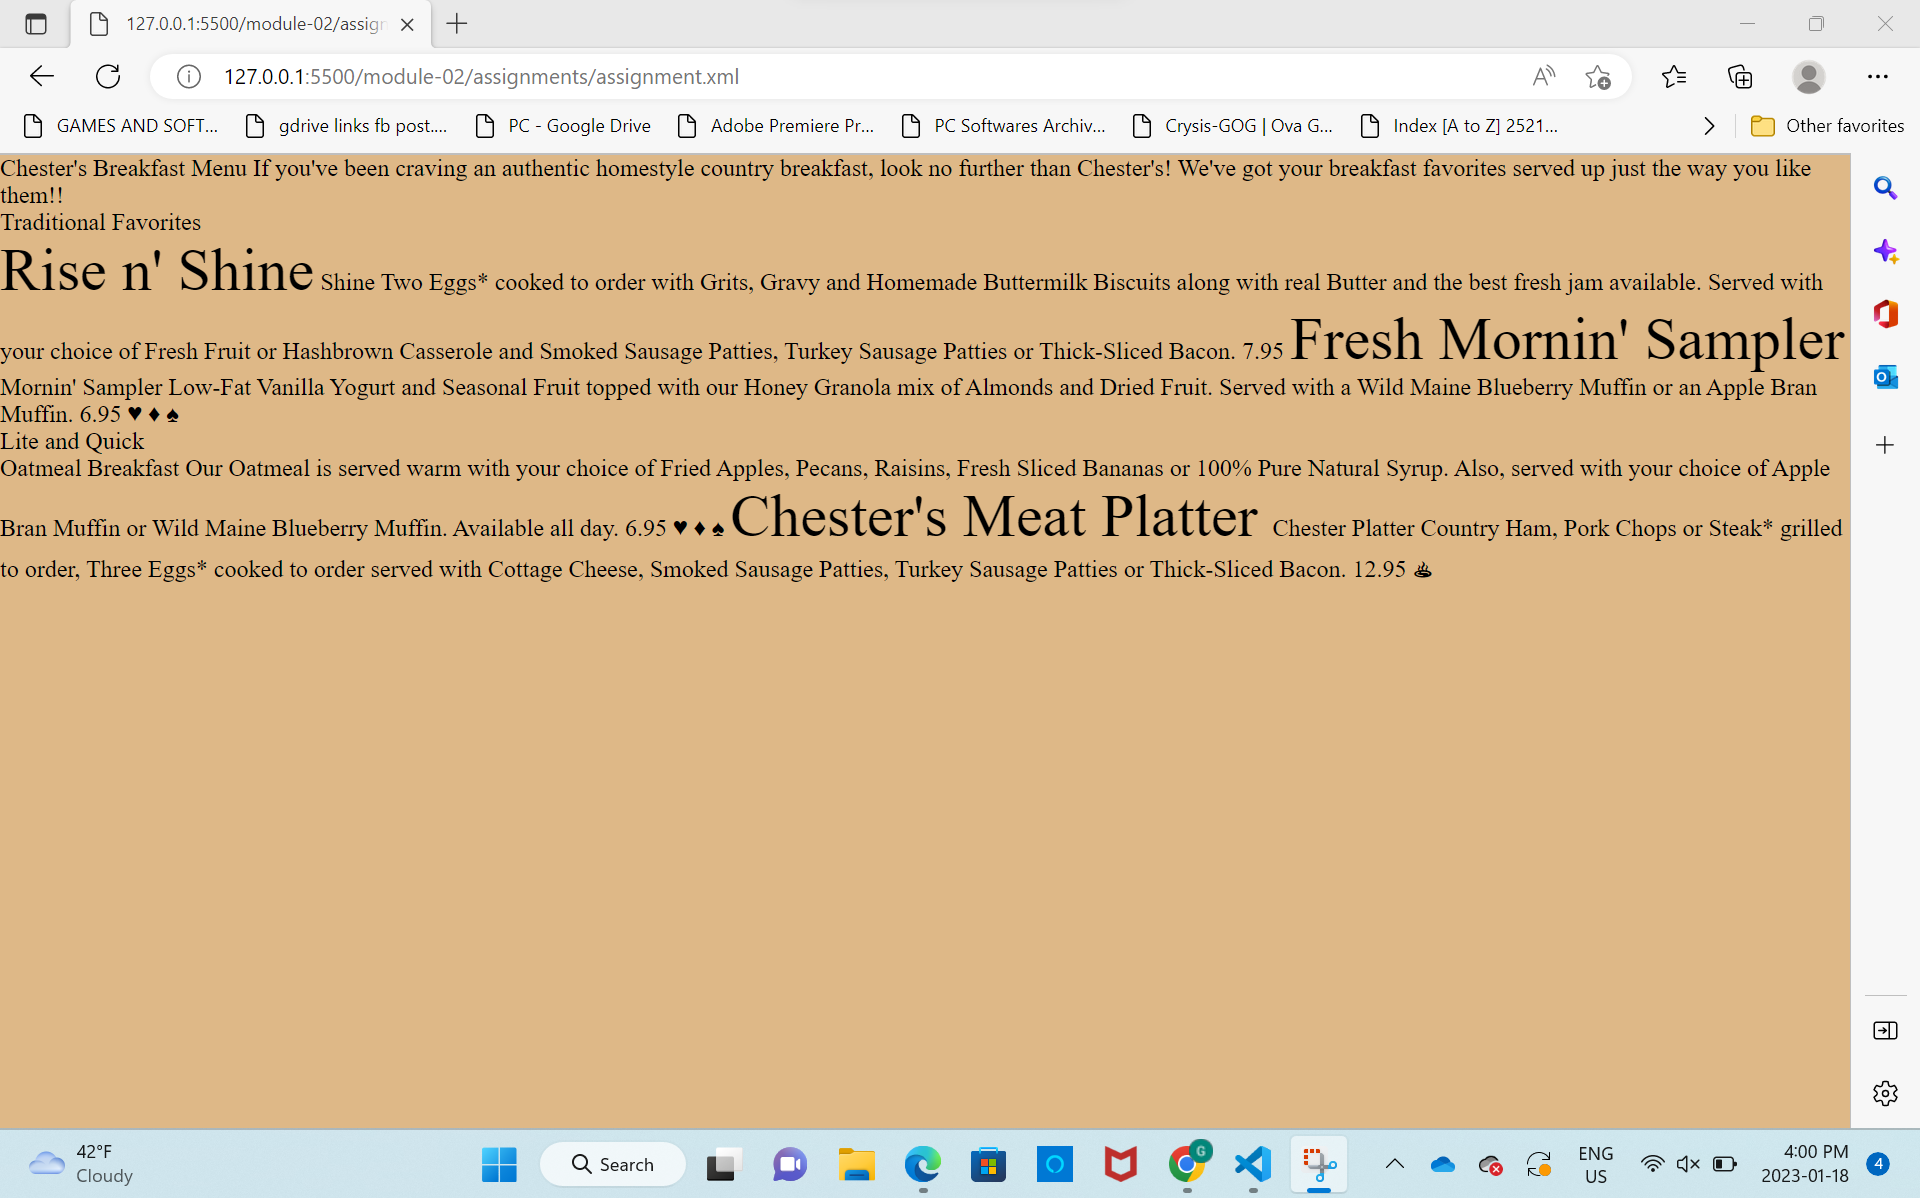 127.0.0.1:5500/module-02/assign
127.0.0.1:5500/module-02/assignments/assignment.xml
GAMES AND SOFT... gdrive links fb post.... PC - Google Drive Adobe Premiere Pr... PC Softwares Archiv... Crysis-GOG | Ova G... Index [A to Z] 2521... Other favorites
Chester's Breakfast Menu If you've been craving an authentic homestyle country breakfast, look no further than Chester's! We've got your breakfast favorites served up just the way you like
them!!
Traditional Favorites
Rise n' Shine Shine Two Eggs* cooked to order with Grits, Gravy and Homemade Buttermilk Biscuits along with real Butter and the best fresh jam available. Served with
your choice of Fresh Fruit or Hashbrown Casserole and Smoked Sausage Patties, Turkey Sausage Patties or Thick-Sliced Bacon. 7.95 Fresh Mornin' Sampler
Mornin' Sampler Low-Fat Vanilla Yogurt and Seasonal Fruit topped with our Honey Granola mix of Almonds and Dried Fruit. Served with a Wild Maine Blueberry Muffin or an Apple Bran
Muffin. 6.95 ♥ ♦ ♠
Lite and Quick
Oatmeal Breakfast Our Oatmeal is served warm with your choice of Fried Apples, Pecans, Raisins, Fresh Sliced Bananas or 100% Pure Natural Syrup. Also, served with your choice of Apple
Bran Muffin or Wild Maine Blueberry Muffin. Available all day. 6.95 ♥ ♦ ♠ Chester's Meat Platter Chester Platter Country Ham, Pork Chops or Steak* grilled
to order, Three Eggs* cooked to order served with Cottage Cheese, Smoked Sausage Patties, Turkey Sausage Patties or Thick-Sliced Bacon. 12.95 ♨
42°F
Cloudy
Search
G
ENG
US
4:00 PM
2023-01-18
4